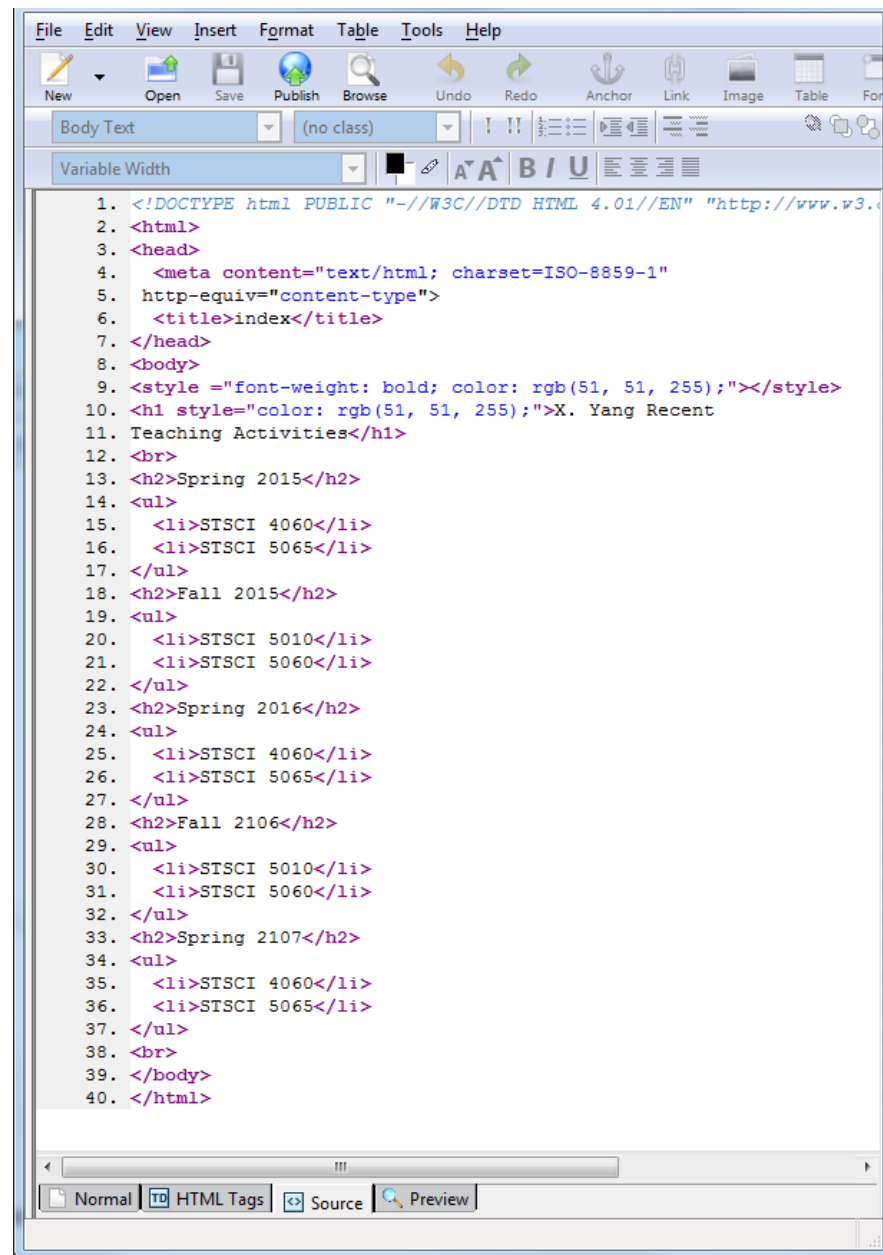 File Edit View Insert Format Table Tools Help
New Open Save Publish Browse Undo Redo Anchor Link Image Table
Body Text (no class)
Variable Width A A B I U
1. <!DOCTYPE html PUBLIC "-//W3C//DTD HTML 4.01//EN" "http://www.w3.
2. <html>
3. <head>
4. <meta content="text/html; charset=ISO-8859-1"
5. http-equiv="content-type">
6. <title>index</title>
7. </head>
8. <body>
9. <style ="font-weight: bold; color: rgb(51, 51, 255);"></style>
10. <h1 style="color: rgb(51, 51, 255);">X. Yang Recent
11. Teaching Activities</h1>
12. <br>
13. <h2>Spring 2015</h2>
14. <ul>
15. <li>STSCI 4060</li>
16. <li>STSCI 5065</li>
17. </ul>
18. <h2>Fall 2015</h2>
19. <ul>
20. <li>STSCI 5010</li>
21. <li>STSCI 5060</li>
22. </ul>
23. <h2>Spring 2016</h2>
24. <ul>
25. <li>STSCI 4060</li>
26. <li>STSCI 5065</li>
27. </ul>
28. <h2>Fall 2106</h2>
29. <ul>
30. <li>STSCI 5010</li>
31. <li>STSCI 5060</li>
32. </ul>
33. <h2>Spring 2107</h2>
34. <ul>
35. <li>STSCI 4060</li>
36. <li>STSCI 5065</li>
37. </ul>
38. <br>
39. </body>
40. </html>
Normal TD HTML Tags Source Preview